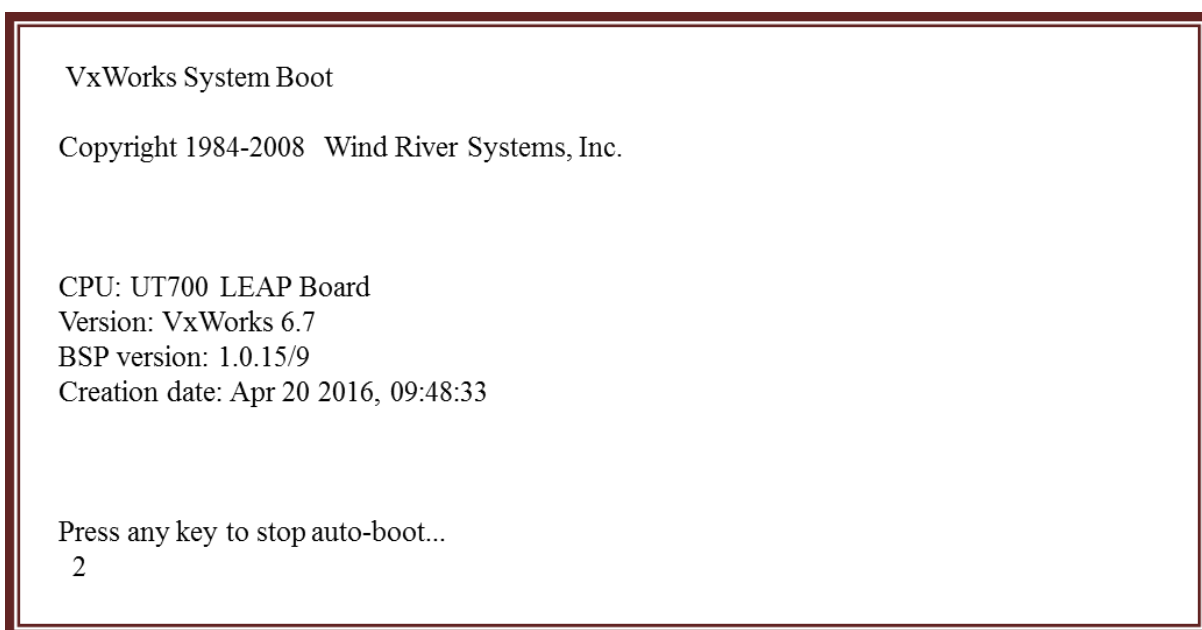 VxWorks System Boot
Copyright 1984-2008 Wind River Systems, Inc.
CPU: UT700 LEAP Board
Version: VxWorks 6.7
BSP version: 1.0.15/9
Creation date: Apr 20 2016, 09:48:33
Press any key to stop auto-boot...
2